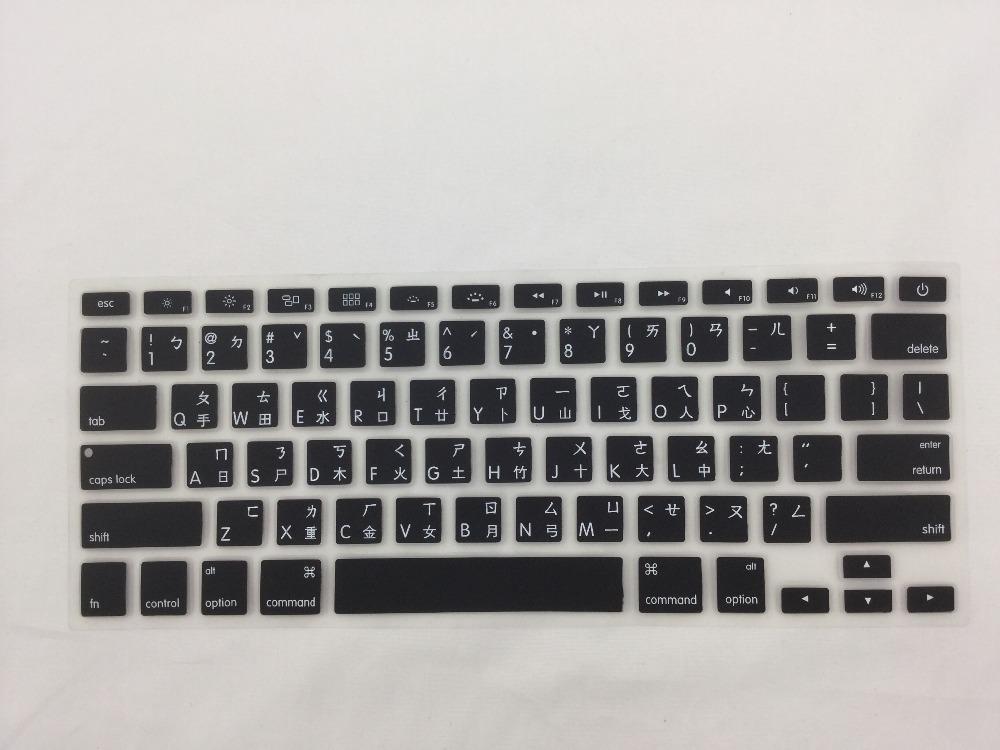 esc F1 F2 F3 F4 F5 F6 F7 F8 F9 F10 F11 F12
~ ` ! ㄅ 1 @ ㄉ 2 # ˇ 3 $ ˋ 4 % ㄓ 5 ^ ˊ 6 & ˙ 7 * ㄚ 8 ( ㄞ 9 ) ㄢ 0 – ㄦ - + = delete
tab ㄆ Q 手 ㄊ W 田 ㄍ E 水 ㄐ R 口 ㄔ T 廿 ㄗ Y 卜 ㄧ U 山 ㄛ I 戈 ㄟ O 人 ㄣ P 心 { [ } ] | \
caps lock ㄇ A 日 ㄋ S 尸 ㄎ D 木 ㄑ F 火 ㄕ G 土 ㄘ H 竹 ㄨ J 十 ㄜ K 大 ㄠ L 中 : ㄤ ; “ ‘ enter return
shift ㄈ Z ㄌ X 重 ㄏ C 金 ㄒ V 女 ㄖ B 月 ㄙ N 弓 ㄩ M 一 < ㄝ , > ㄡ . ? ㄥ / shift
fn control alt option ⌘ command ⌘ command alt option